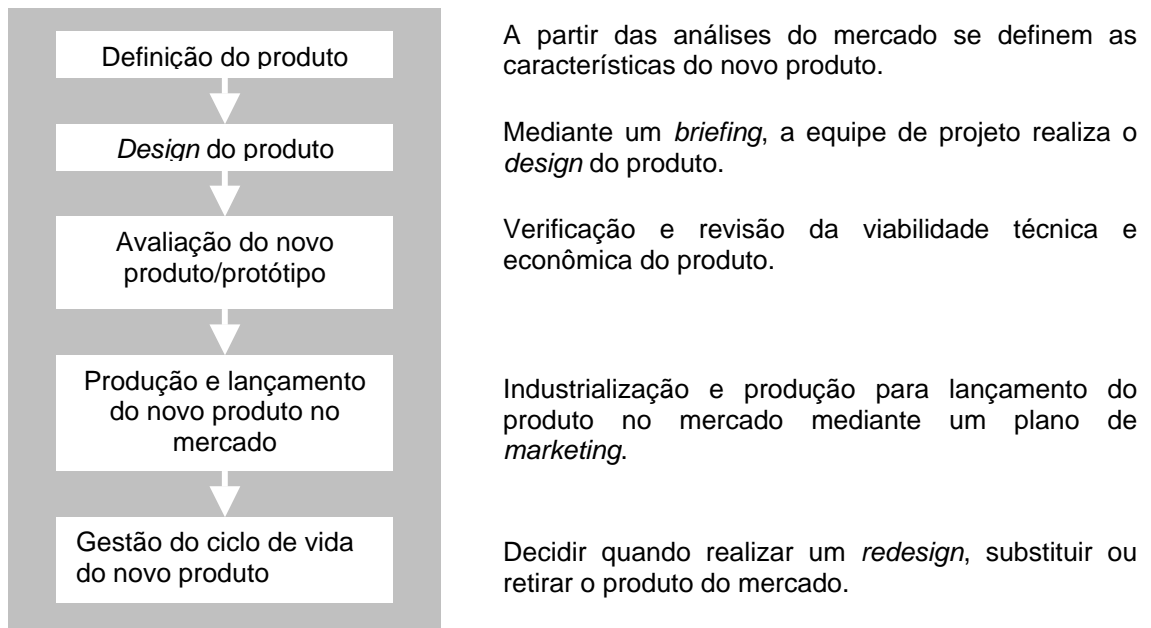 Definição do produto
A partir das análises do mercado se definem as
características do novo produto.
Design do produto
Mediante um briefing, a equipe de projeto realiza o
design do produto.
Avaliação do novo
produto/protótipo
Verificação e revisão da viabilidade técnica e
econômica do produto.
Produção e lançamento
do novo produto no
mercado
Industrialização e produção para lançamento do
produto no mercado mediante um plano de
marketing.
Gestão do ciclo de vida
do novo produto
Decidir quando realizar um redesign, substituir ou
retirar o produto do mercado.